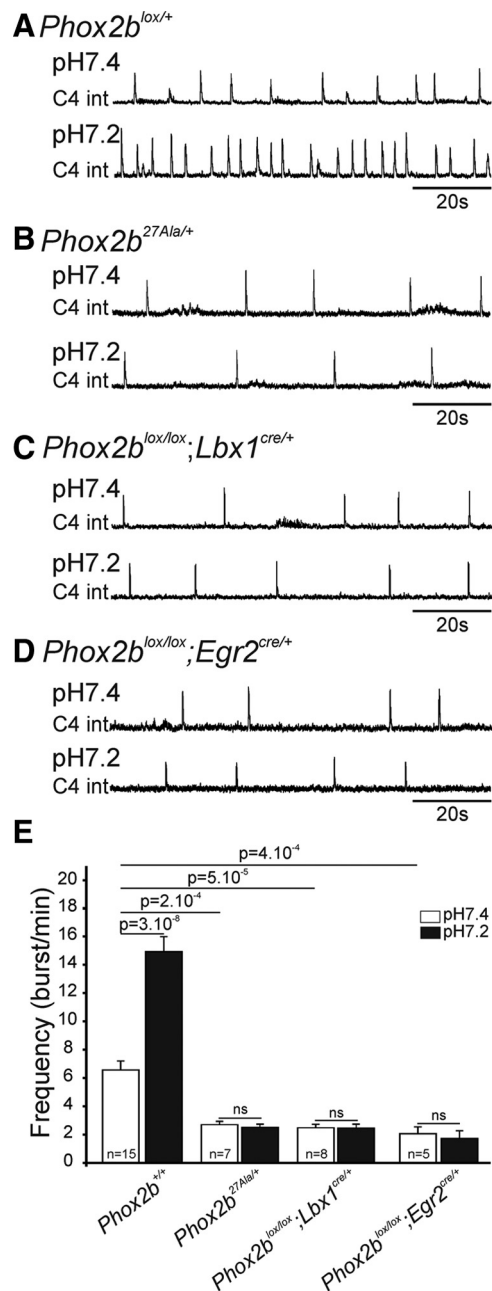 A Phox2b^lox/+
pH7.4
C4 int
pH7.2
C4 int
20s
B Phox2b^27Ala/+
pH7.4
C4 int
pH7.2
C4 int
20s
C Phox2b^lox/lox;Lbx1^cre/+
pH7.4
C4 int
pH7.2
C4 int
20s
D Phox2b^lox/lox;Egr2^cre/+
pH7.4
C4 int
pH7.2
C4 int
20s
E
p=4.10^-4
p=5.10^-5
p=2.10^-4
p=3.10^-8
pH7.4
pH7.2
Frequency (burst/min)
20
18
16
14
12
10
8
6
4
2
0
ns
ns
ns
n=15
n=7
n=8
n=5
Phox2b^+/+
Phox2b^27Ala/+
Phox2b^lox/lox;Lbx1^cre/+
Phox2b^lox/lox;Egr2^cre/+